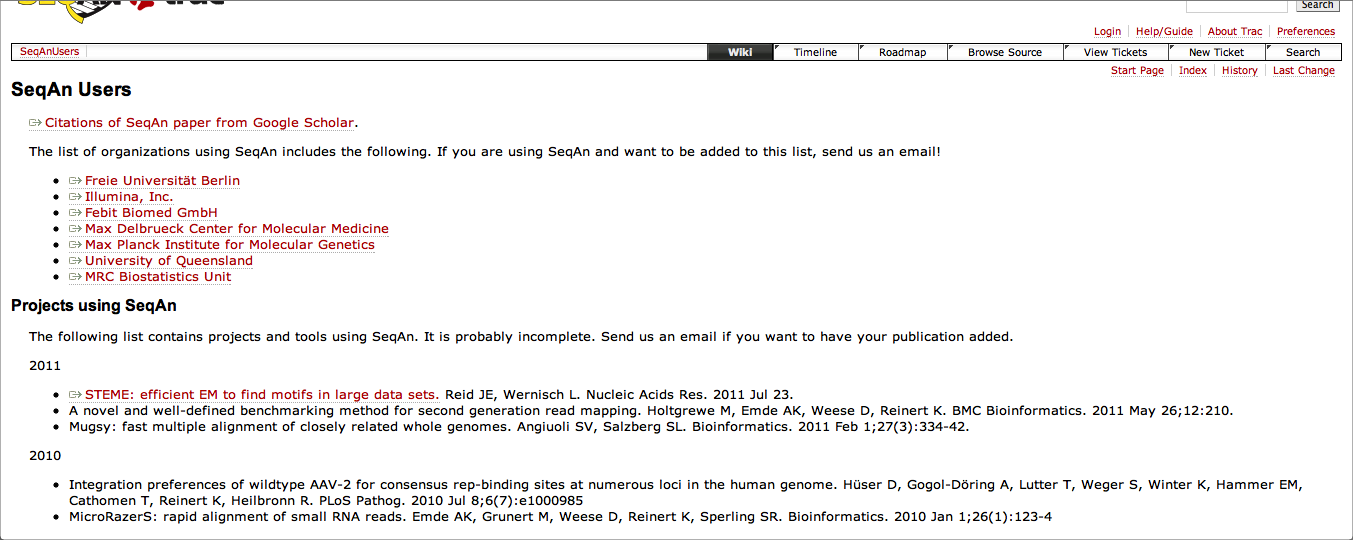 Search
Login Help/Guide About Trac Preferences
SeqAnUsers Wiki Timeline Roadmap Browse Source View Tickets New Ticket Search
Start Page Index History Last Change
SeqAn Users
Citations of SeqAn paper from Google Scholar.
The list of organizations using SeqAn includes the following. If you are using SeqAn and want to be added to this list, send us an email!
Freie Universität Berlin
Illumina, Inc.
Febit Biomed GmbH
Max Delbrueck Center for Molecular Medicine
Max Planck Institute for Molecular Genetics
University of Queensland
MRC Biostatistics Unit
Projects using SeqAn
The following list contains projects and tools using SeqAn. It is probably incomplete. Send us an email if you want to have your publication added.
2011
STEME: efficient EM to find motifs in large data sets. Reid JE, Wernisch L. Nucleic Acids Res. 2011 Jul 23.
A novel and well-defined benchmarking method for second generation read mapping. Holtgrewe M, Emde AK, Weese D, Reinert K. BMC Bioinformatics. 2011 May 26;12:210.
Mugsy: fast multiple alignment of closely related whole genomes. Angiuoli SV, Salzberg SL. Bioinformatics. 2011 Feb 1;27(3):334-42.
2010
Integration preferences of wildtype AAV-2 for consensus rep-binding sites at numerous loci in the human genome. Hüser D, Gogol-Döring A, Lutter T, Weger S, Winter K, Hammer EM,
Cathomen T, Reinert K, Heilbronn R. PLoS Pathog. 2010 Jul 8;6(7):e1000985
MicroRazerS: rapid alignment of small RNA reads. Emde AK, Grunert M, Weese D, Reinert K, Sperling SR. Bioinformatics. 2010 Jan 1;26(1):123-4